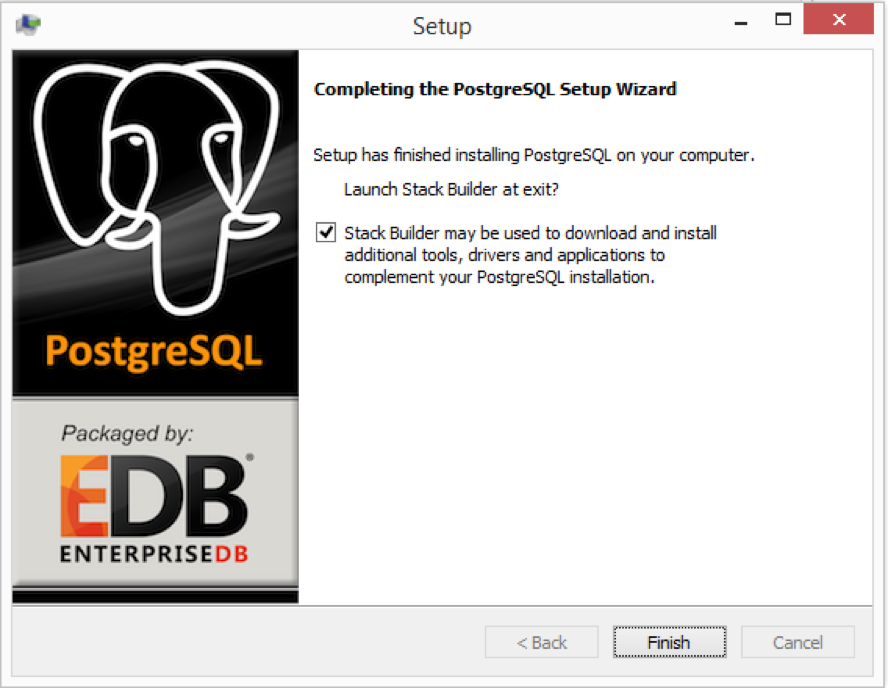 Setup
Completing the PostgreSQL Setup Wizard
Setup has finished installing PostgreSQL on your computer.
Launch Stack Builder at exit?
Stack Builder may be used to download and install
additional tools, drivers and applications to
complement your PostgreSQL installation.
PostgreSQL
Packaged by:
EDB®
ENTERPRISEDB
< Back
Finish
Cancel